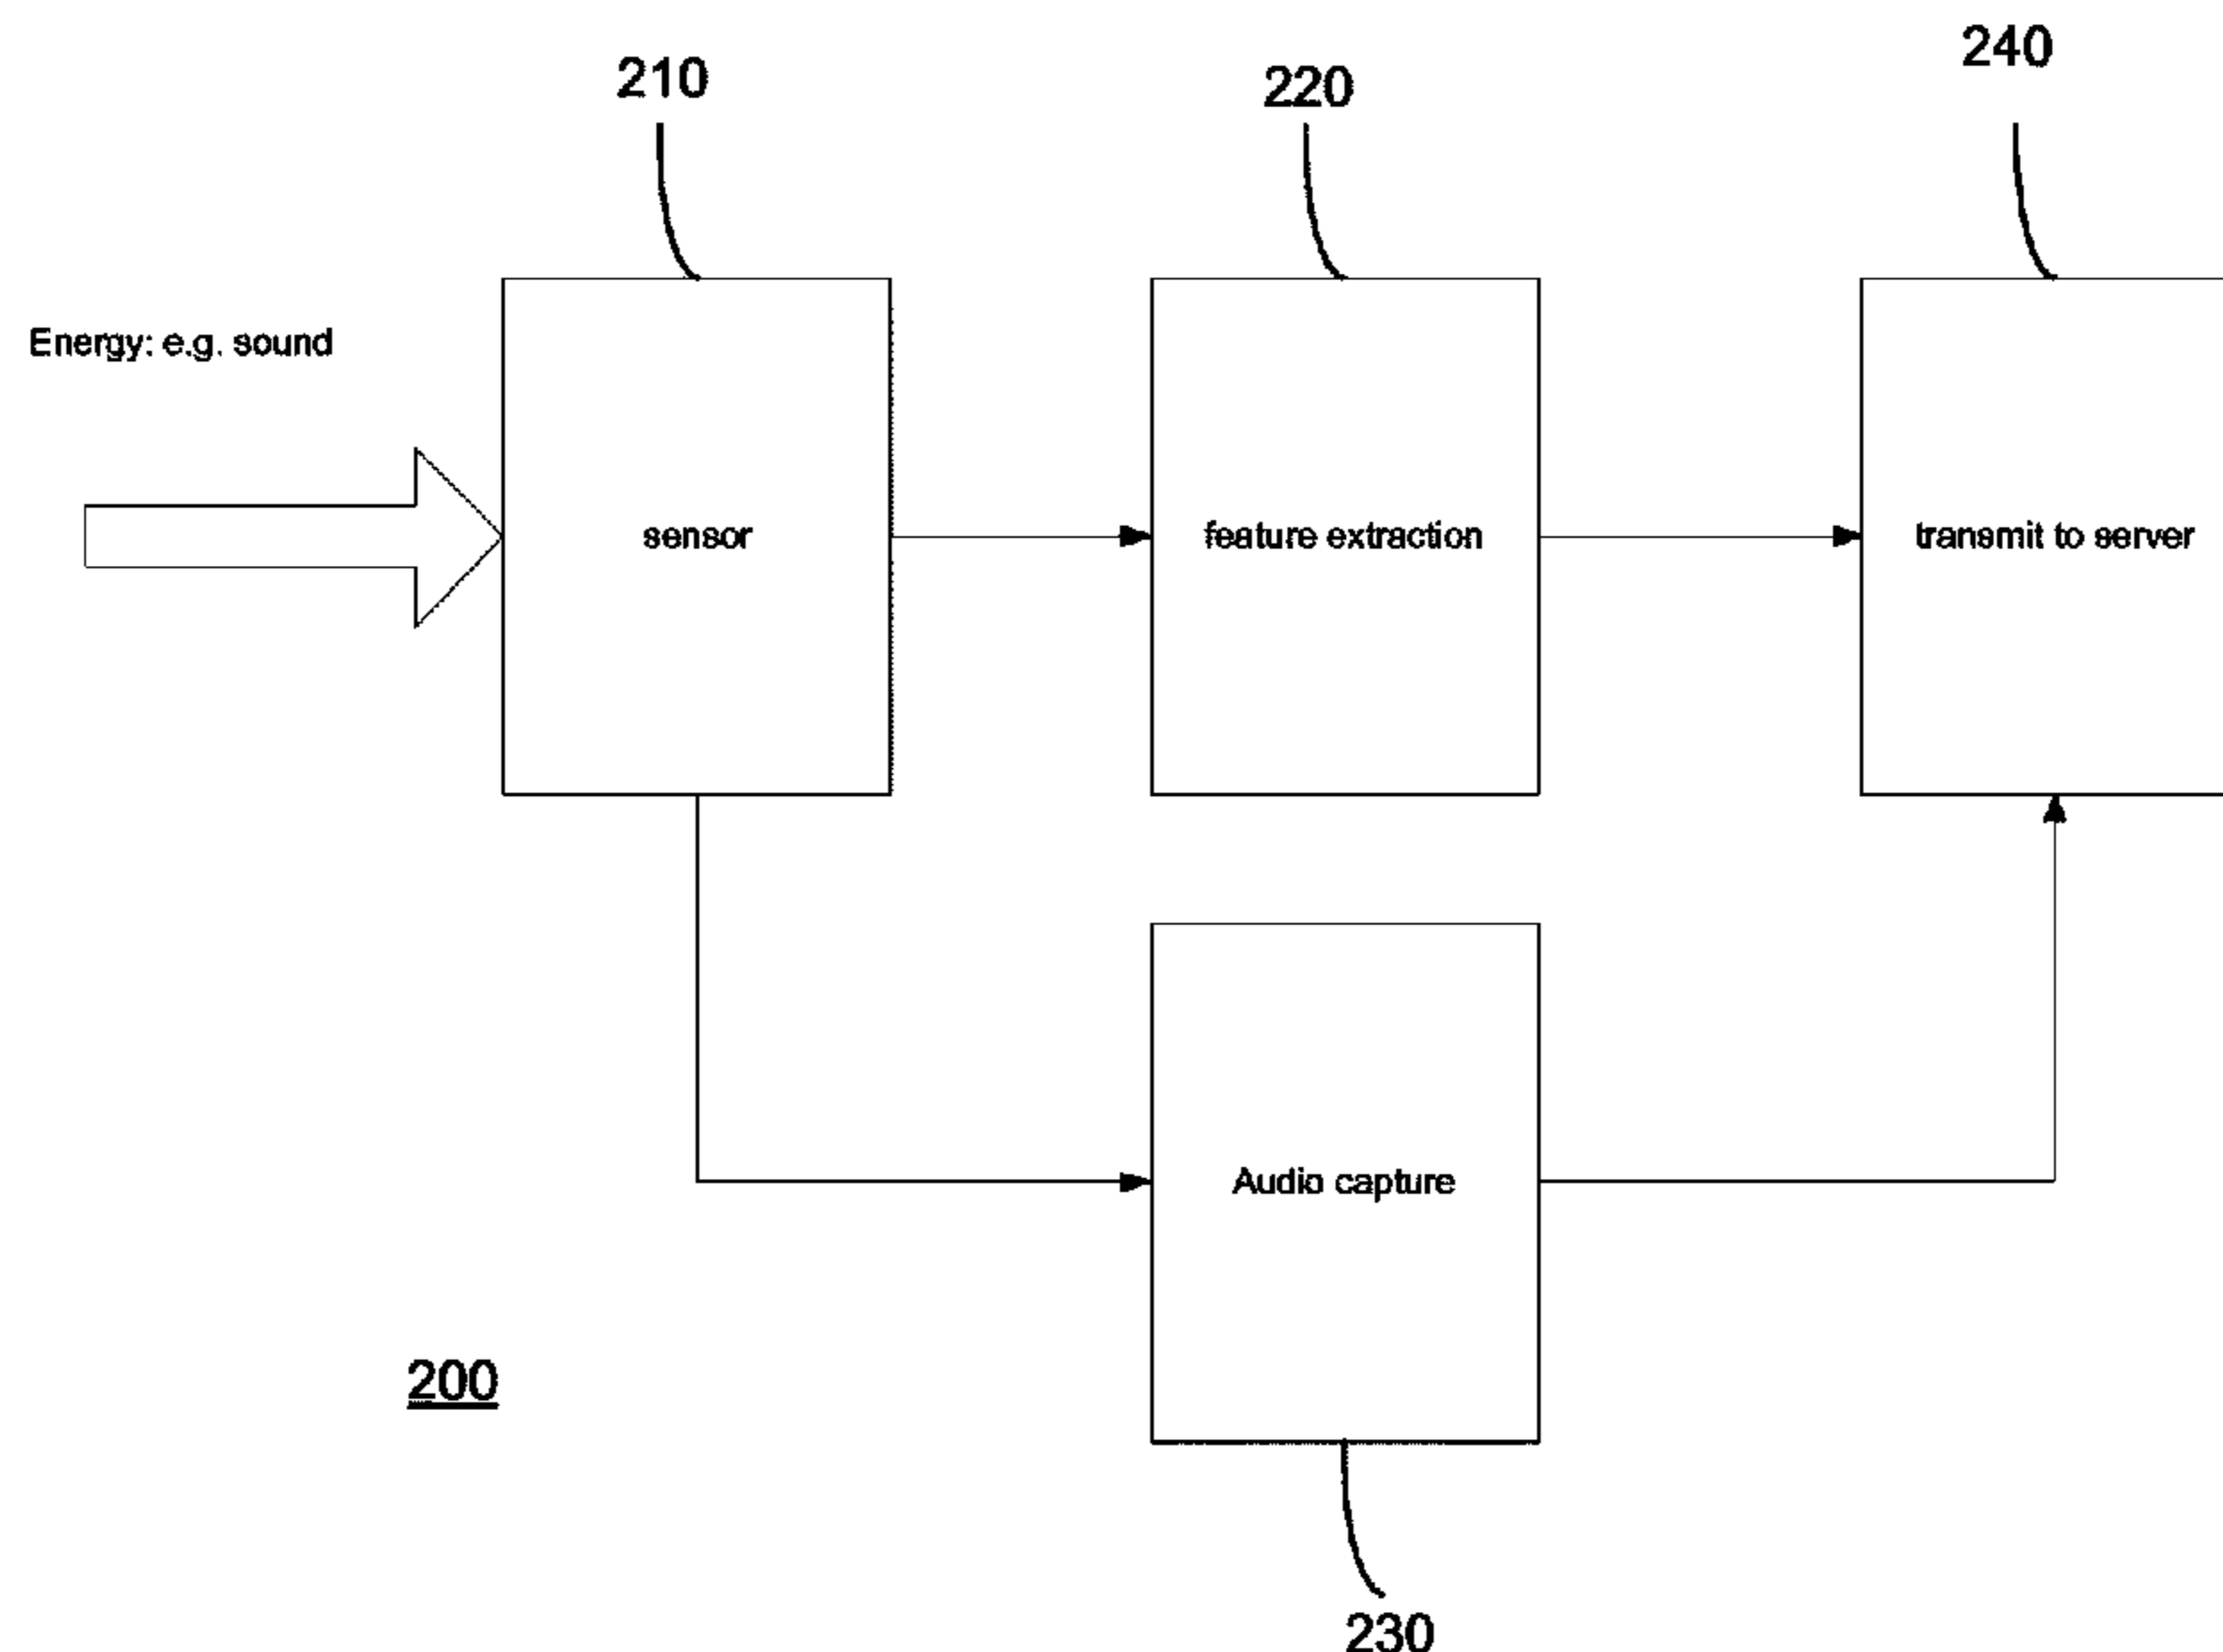 240
210
220
Energy: e.g. sound
sensor
feature extraction
transmit to server
Audio capture
200
230